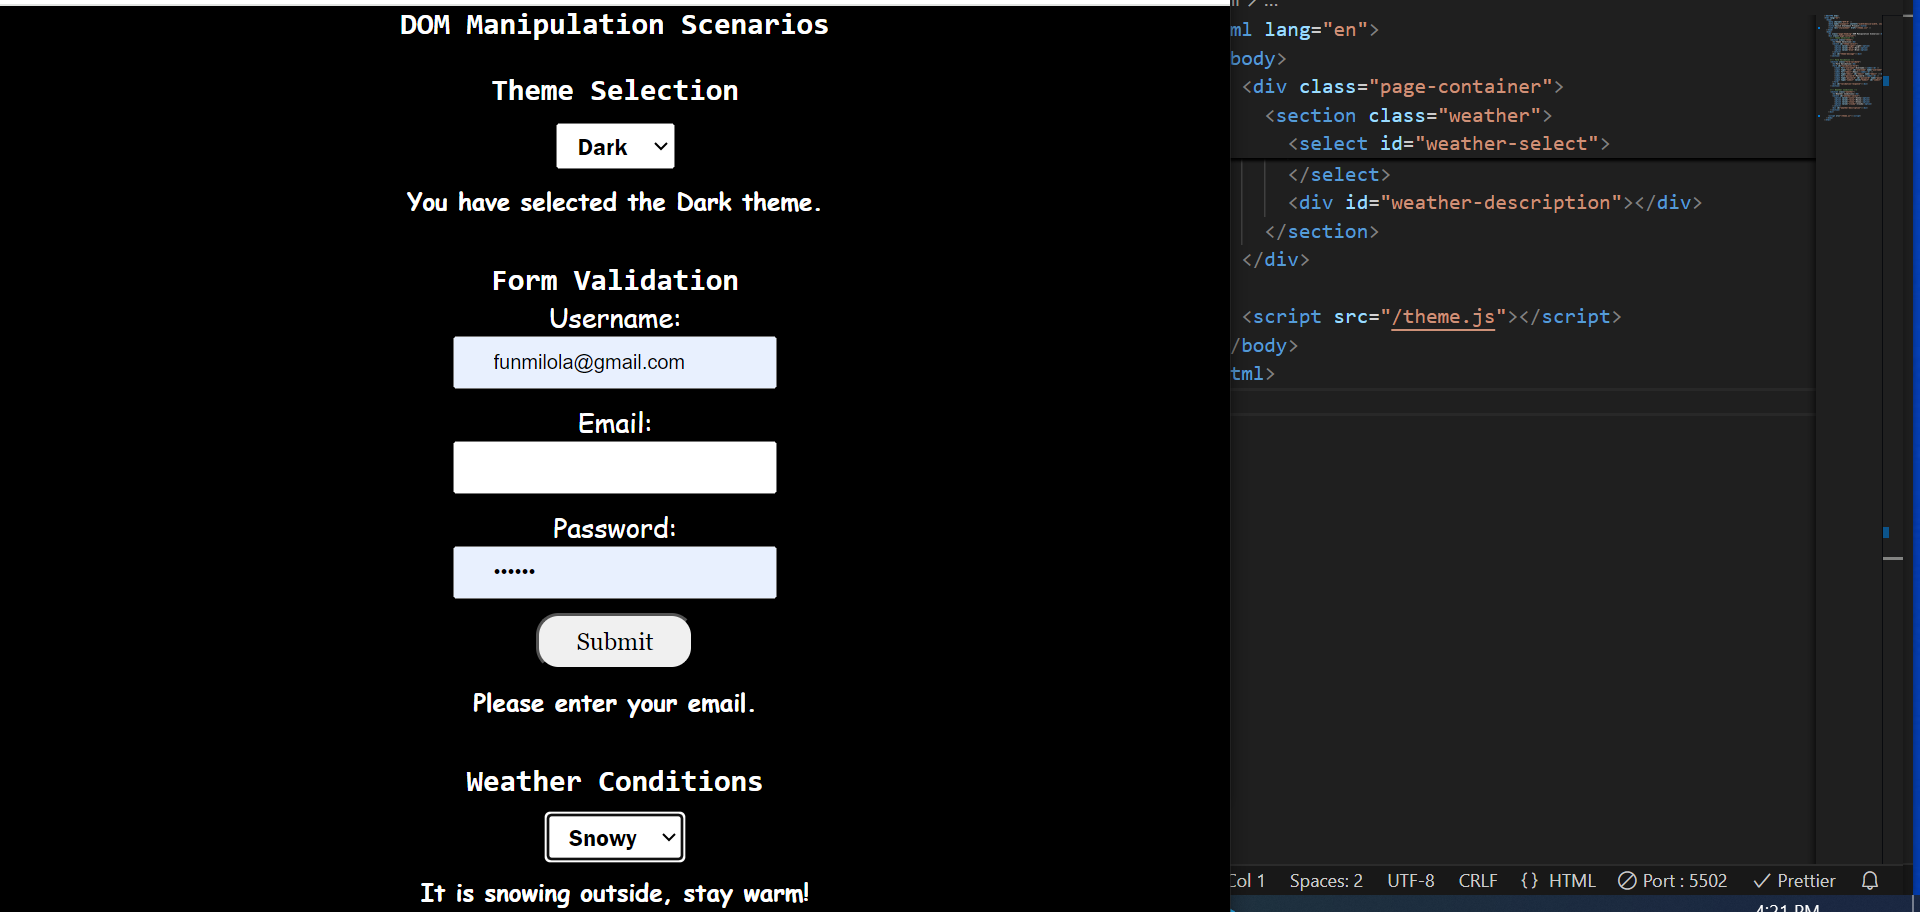 DOM Manipulation Scenarios
Theme Selection
Dark
You have selected the Dark theme.
Form Validation
Username:
funmilola@gmail.com
Email:
Password:
••••••
Submit
Please enter your email.
Weather Conditions
Snowy
It is snowing outside, stay warm!
ml lang="en">
body>
<div class="page-container">
<section class="weather">
<select id="weather-select">
</select>
<div id="weather-description"></div>
</section>
</div>
<script src="/theme.js"></script>
/body>
tml>
Col 1 Spaces: 2 UTF-8 CRLF {} HTML Port : 5502 Prettier
4:21 PM